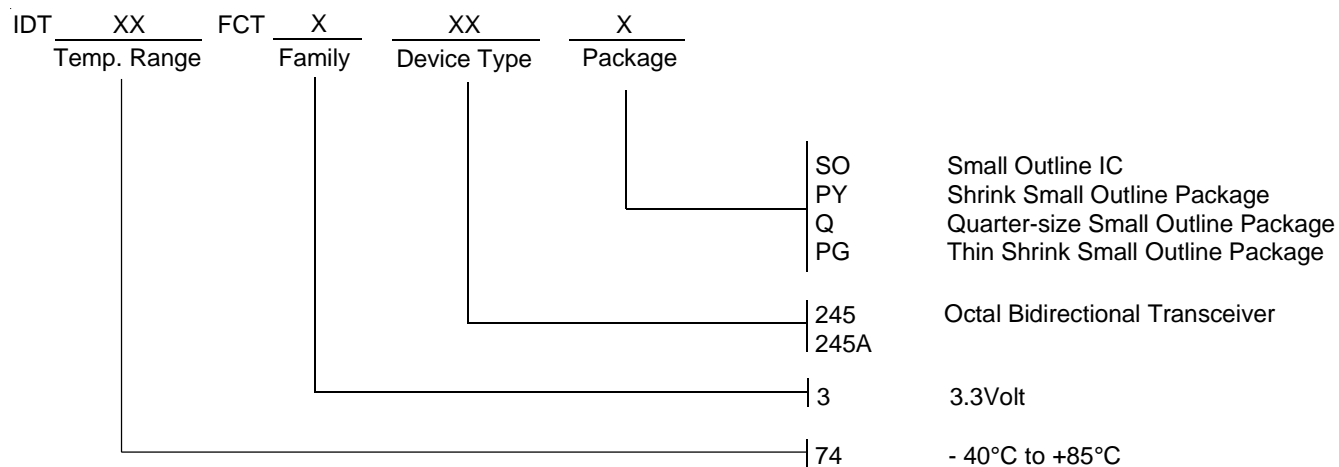 IDT XX FCT X XX X
Temp. Range Family Device Type Package
SO Small Outline IC
PY Shrink Small Outline Package
Q Quarter-size Small Outline Package
PG Thin Shrink Small Outline Package
245 Octal Bidirectional Transceiver
245A
3 3.3Volt
74 - 40°C to +85°C